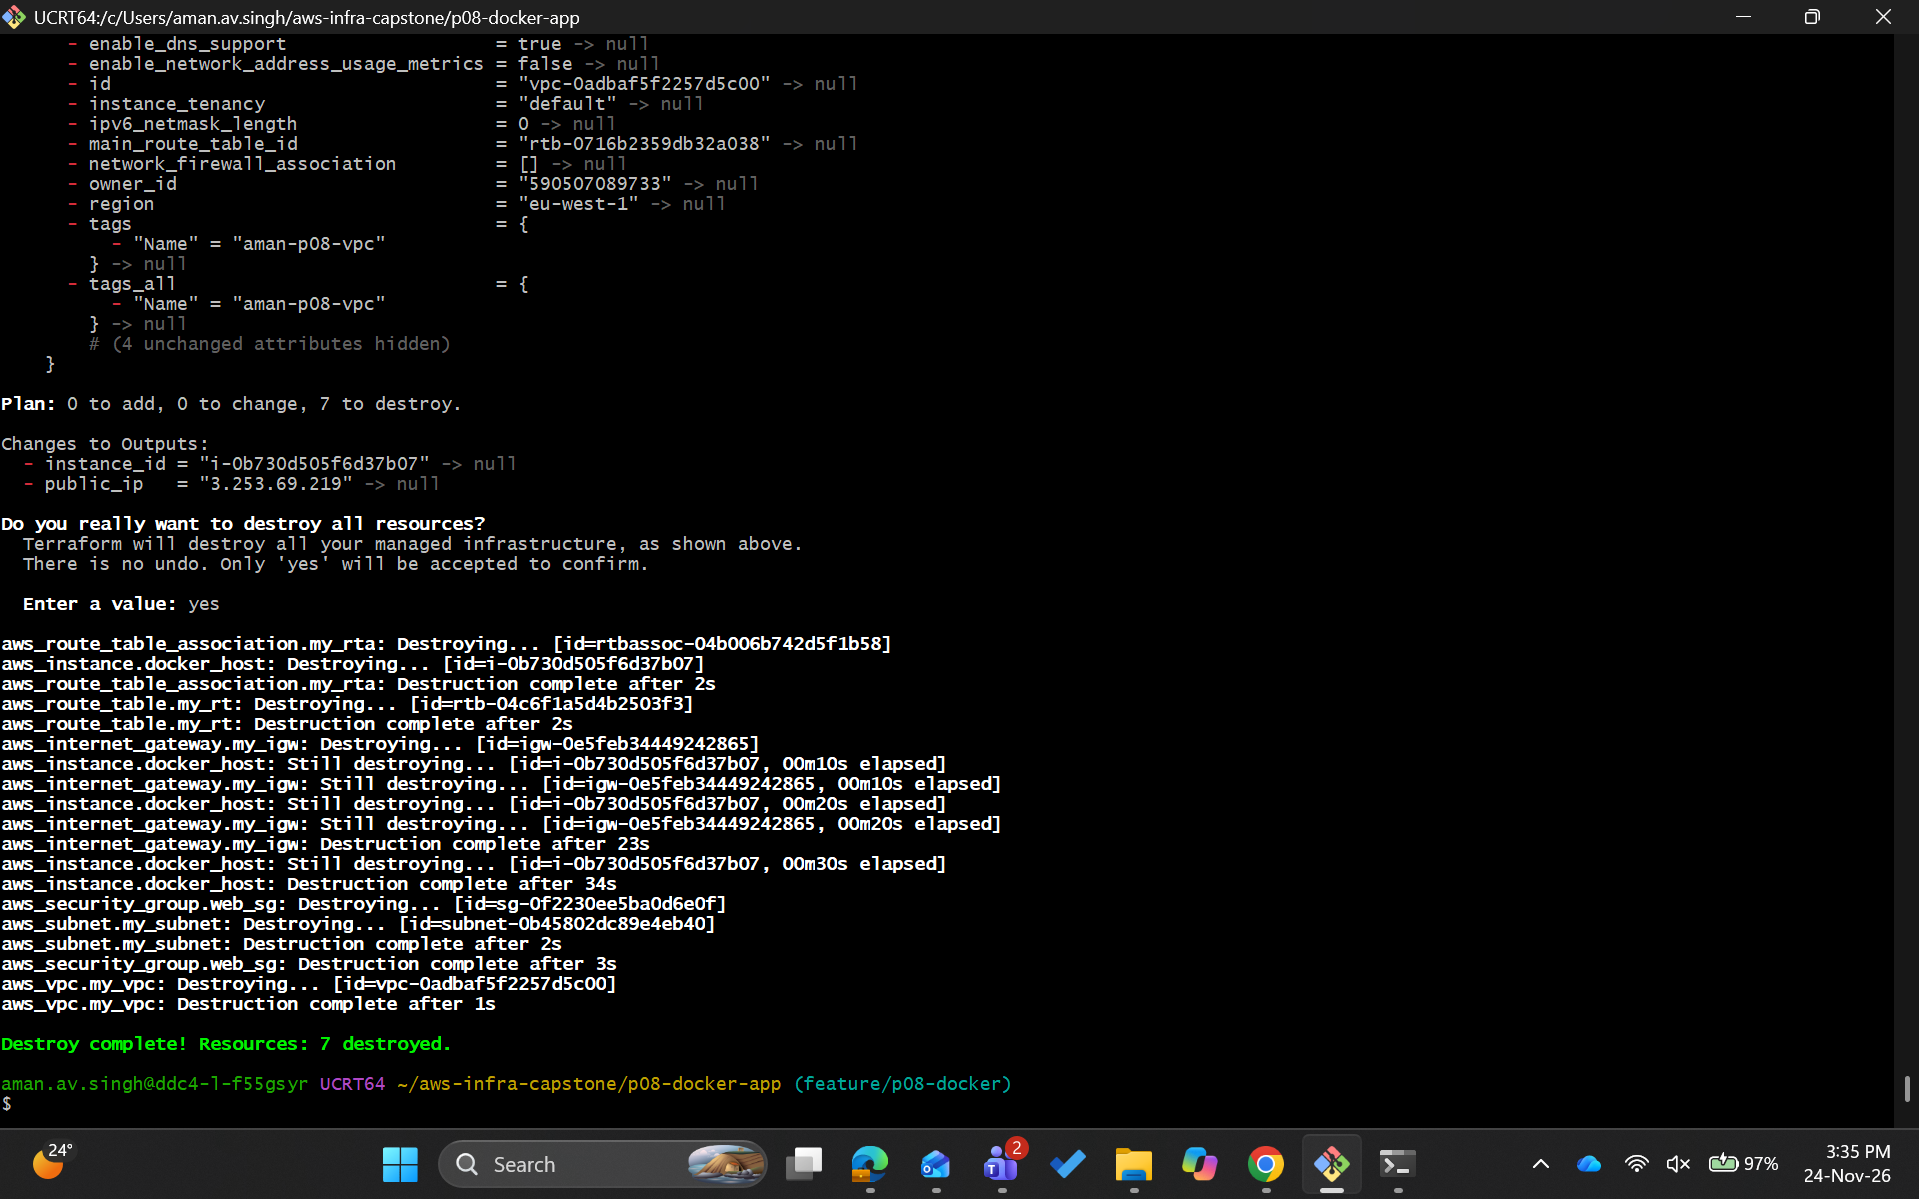 UCRT64:/c/Users/aman.av.singh/aws-infra-capstone/p08-docker-app
- enable_dns_support = true -> null
- enable_network_address_usage_metrics = false -> null
- id = "vpc-0adbaf5f2257d5c00" -> null
- instance_tenancy = "default" -> null
- ipv6_netmask_length = 0 -> null
- main_route_table_id = "rtb-0716b2359db32a038" -> null
- network_firewall_association = [] -> null
- owner_id = "590507089733" -> null
- region = "eu-west-1" -> null
- tags = {
- "Name" = "aman-p08-vpc"
} -> null
- tags_all = {
- "Name" = "aman-p08-vpc"
} -> null
# (4 unchanged attributes hidden)
}
Plan: 0 to add, 0 to change, 7 to destroy.
Changes to Outputs:
- instance_id = "i-0b730d505f6d37b07" -> null
- public_ip = "3.253.69.219" -> null
Do you really want to destroy all resources?
Terraform will destroy all your managed infrastructure, as shown above.
There is no undo. Only 'yes' will be accepted to confirm.
Enter a value: yes
aws_route_table_association.my_rta: Destroying... [id=rtbassoc-04b006b742d5f1b58]
aws_instance.docker_host: Destroying... [id=i-0b730d505f6d37b07]
aws_route_table_association.my_rta: Destruction complete after 2s
aws_route_table.my_rt: Destroying... [id=rtb-04c6f1a5d4b2503f3]
aws_route_table.my_rt: Destruction complete after 2s
aws_internet_gateway.my_igw: Destroying... [id=igw-0e5feb34449242865]
aws_instance.docker_host: Still destroying... [id=i-0b730d505f6d37b07, 00m10s elapsed]
aws_internet_gateway.my_igw: Still destroying... [id=igw-0e5feb34449242865, 00m10s elapsed]
aws_instance.docker_host: Still destroying... [id=i-0b730d505f6d37b07, 00m20s elapsed]
aws_internet_gateway.my_igw: Still destroying... [id=igw-0e5feb34449242865, 00m20s elapsed]
aws_internet_gateway.my_igw: Destruction complete after 23s
aws_instance.docker_host: Still destroying... [id=i-0b730d505f6d37b07, 00m30s elapsed]
aws_instance.docker_host: Destruction complete after 34s
aws_security_group.web_sg: Destroying... [id=sg-0f2230ee5ba0d6e0f]
aws_subnet.my_subnet: Destroying... [id=subnet-0b45802dc89e4eb40]
aws_subnet.my_subnet: Destruction complete after 2s
aws_security_group.web_sg: Destruction complete after 3s
aws_vpc.my_vpc: Destroying... [id=vpc-0adbaf5f2257d5c00]
aws_vpc.my_vpc: Destruction complete after 1s
Destroy complete! Resources: 7 destroyed.
aman.av.singh@ddc4-l-f55gsyr UCRT64 ~/aws-infra-capstone/p08-docker-app (feature/p08-docker)
$
24°
Search
2
97%
3:35 PM
24-Nov-26